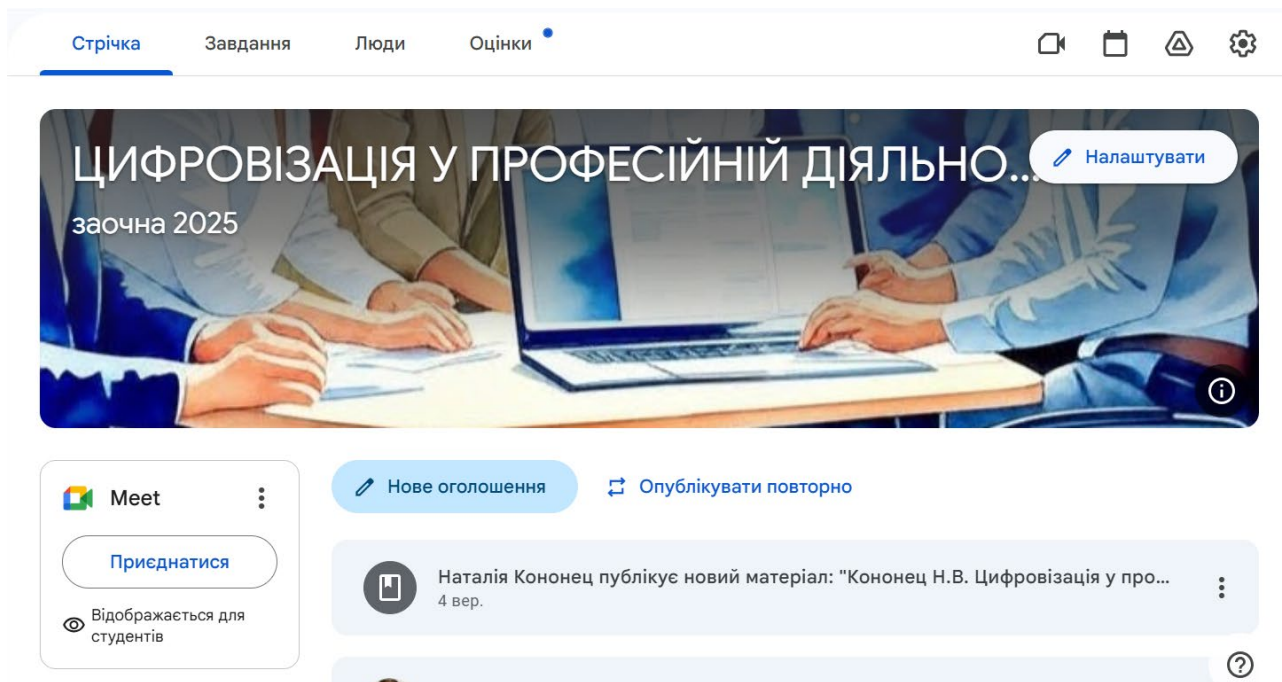 Стрічка Завдання Люди Оцінки
ЦИФРОВІЗАЦІЯ У ПРОФЕСІЙНІЙ ДІЯЛЬНО...
Налаштувати
заочна 2025
Meet
Приєднатися
Відображається для
студентів
Нове оголошення Опублікувати повторно
Наталія Кононец публікує новий матеріал: "Кононец Н.В. Цифровізація у про...
4 вер.